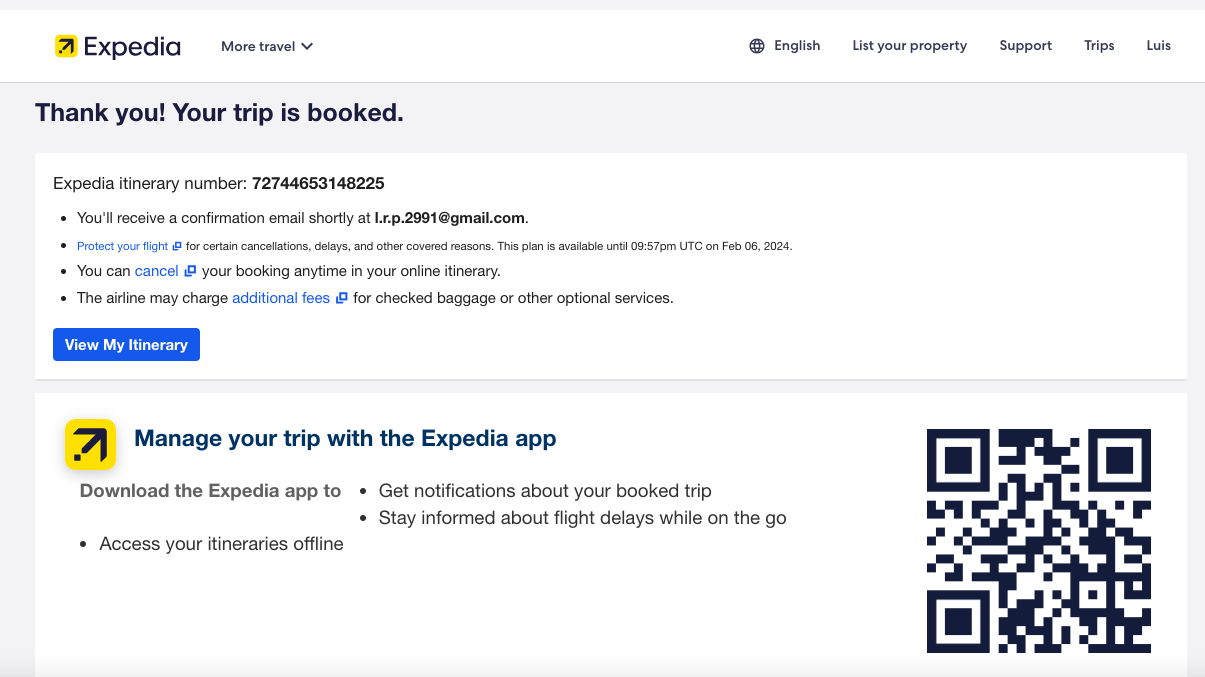 Expedia More travel English List your property Support Trips Luis
Thank you! Your trip is booked.
Expedia itinerary number: 72744653148225
You'll receive a confirmation email shortly at l.r.p.2991@gmail.com.
Protect your flight for certain cancellations, delays, and other covered reasons. This plan is available until 09:57pm UTC on Feb 06, 2024.
You can cancel your booking anytime in your online itinerary.
The airline may charge additional fees for checked baggage or other optional services.
View My Itinerary
Manage your trip with the Expedia app
Download the Expedia app to
Get notifications about your booked trip
Stay informed about flight delays while on the go
Access your itineraries offline